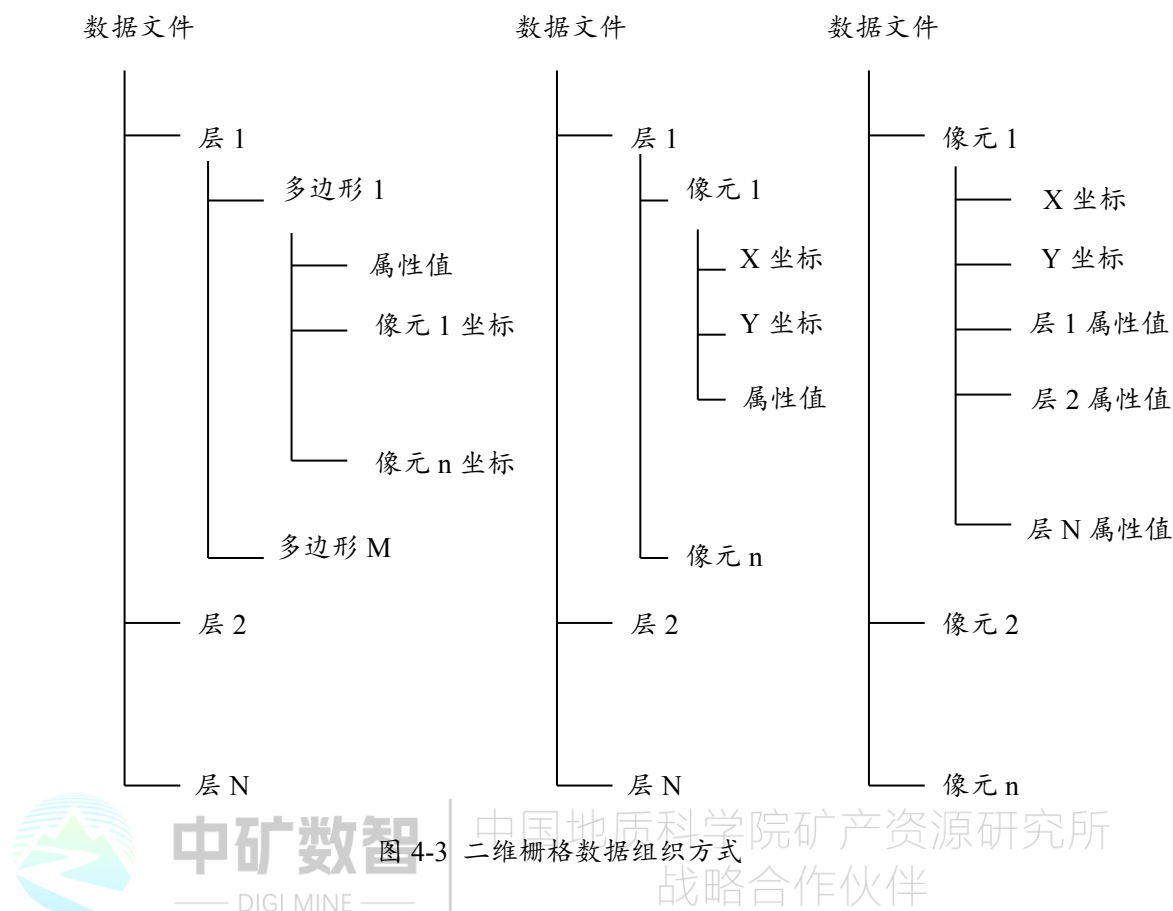 数据文件
层 1
多边形 1
属性值
像元 1 坐标
像元 n 坐标
多边形 M
层 2
层 N
数据文件
层 1
像元 1
X 坐标
Y 坐标
属性值
像元 n
层 2
层 N
数据文件
像元 1
X 坐标
Y 坐标
层 1 属性值
层 2 属性值
层 N 属性值
像元 2
像元 n
图 4-3 二维栅格数据组织方式
中矿数智
DIGI MINE
中国地质科学院矿产资源研究所
战略合作伙伴